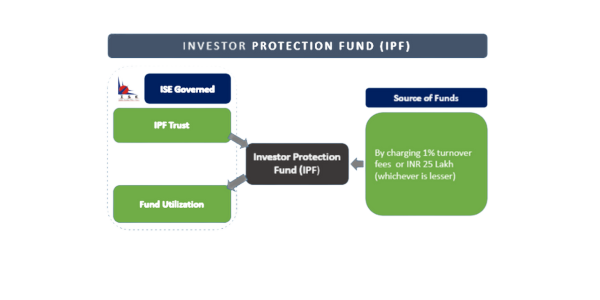 INVESTOR PROTECTION FUND (IPF)
ISE Governed
IPF Trust
Fund Utilization
Investor Protection
Fund (IPF)
Source of Funds
By charging 1% turnover
fees or INR 25 Lakh
(whichever is lesser)